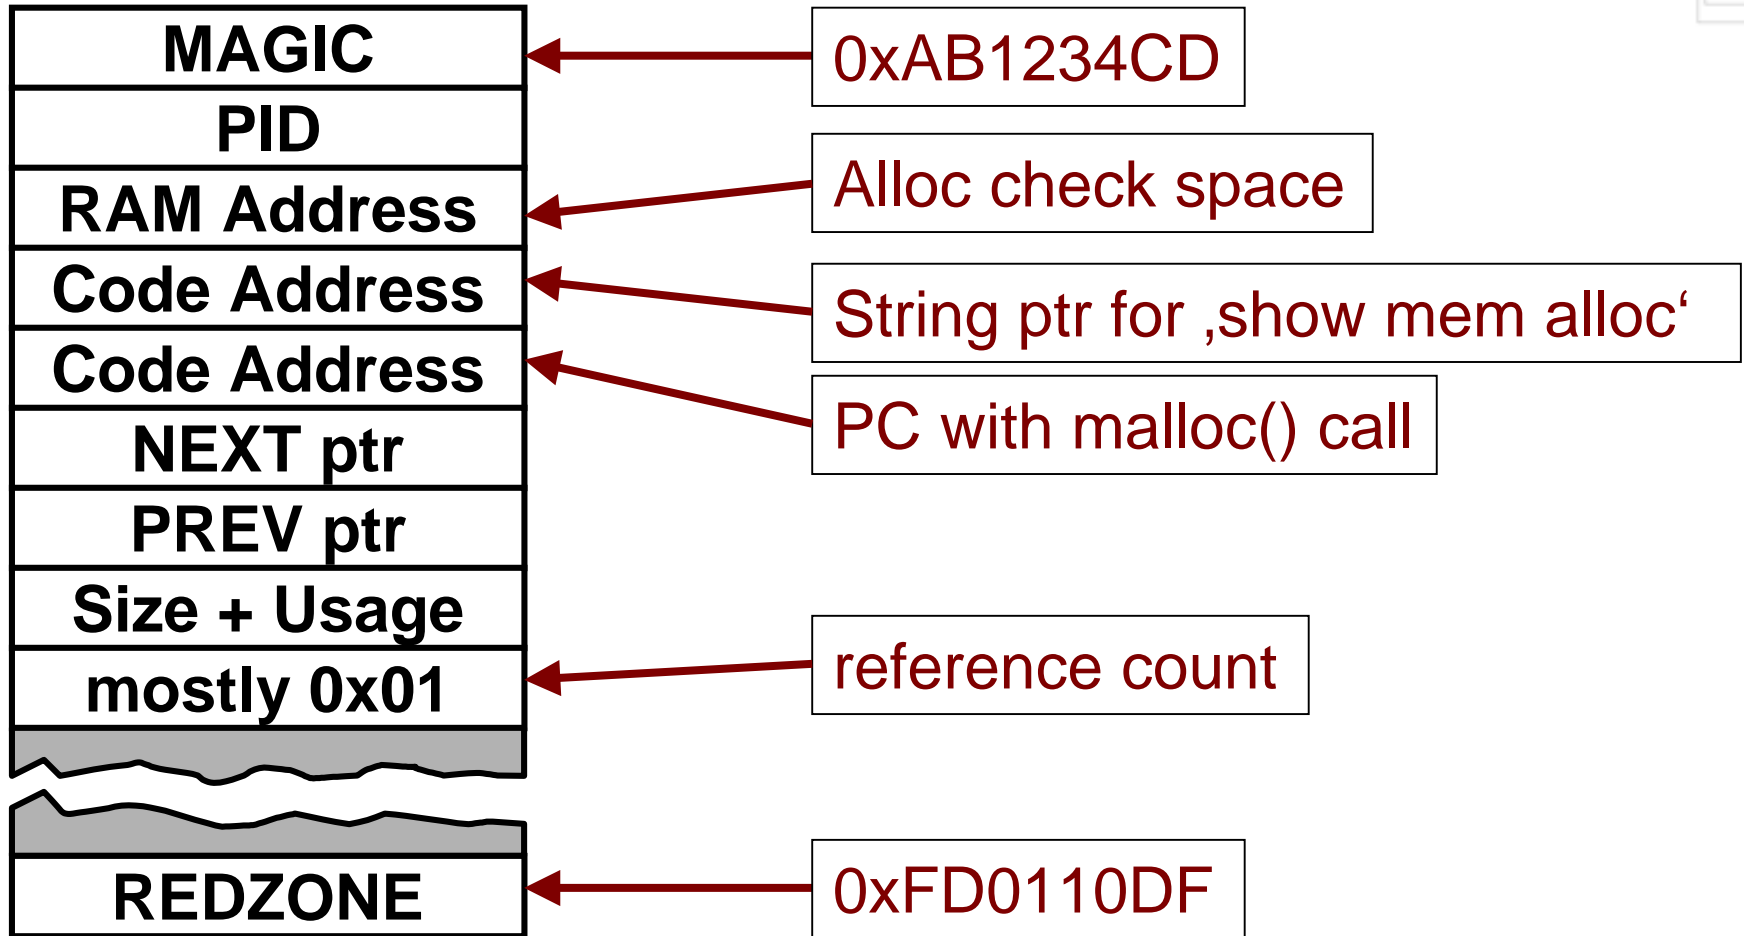 MAGIC
0xAB1234CD
PID
Alloc check space
RAM Address
Code Address
String ptr for ‚show mem alloc‘
Code Address
PC with malloc() call
NEXT ptr
PREV ptr
Size + Usage
mostly 0x01
reference count
REDZONE
0xFD0110DF